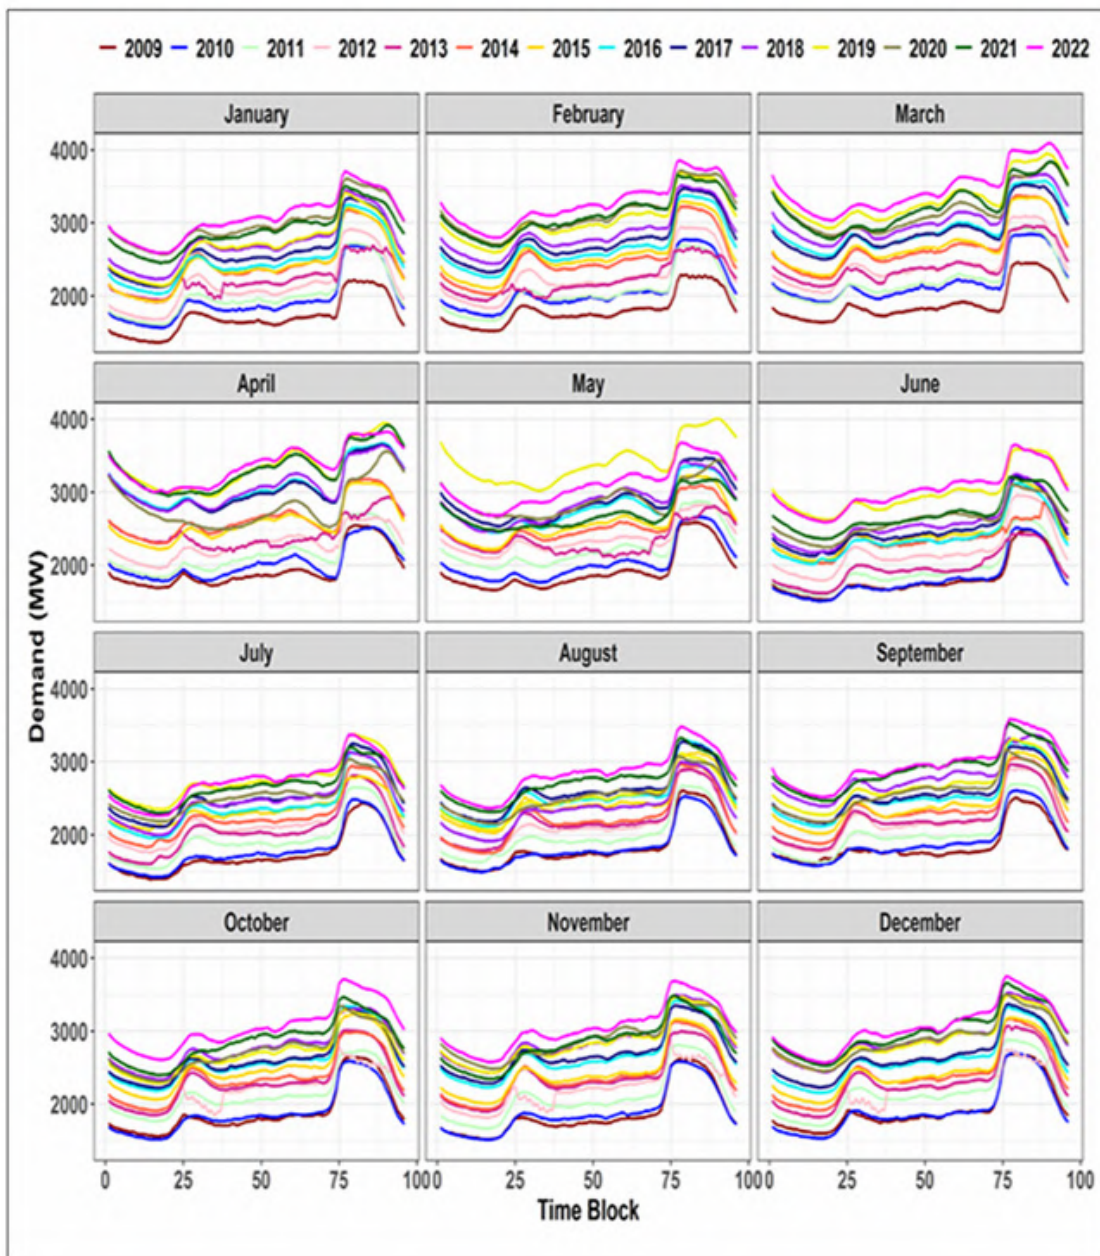 2009 2010 2011 2012 2013 2014 2015 2016 2017 2018 2019 2020 2021 2022
January February March
4000
3000
2000
April May June
4000
3000
2000
Demand (MW)
July August September
4000
3000
2000
October November December
4000
3000
2000
0 25 50 75 100 0 25 50 75 100 0 25 50 75 100
Time Block